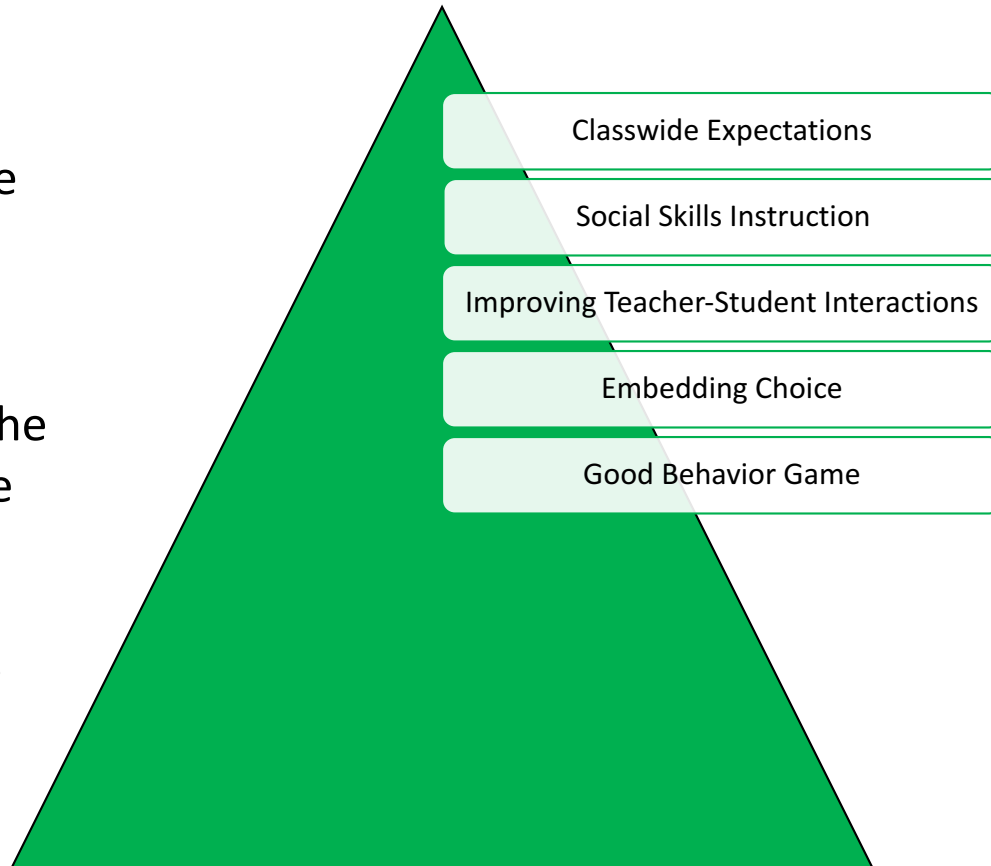 Classwide Expectations
Social Skills Instruction
Improving Teacher-Student Interactions
Embedding Choice
Good Behavior Game